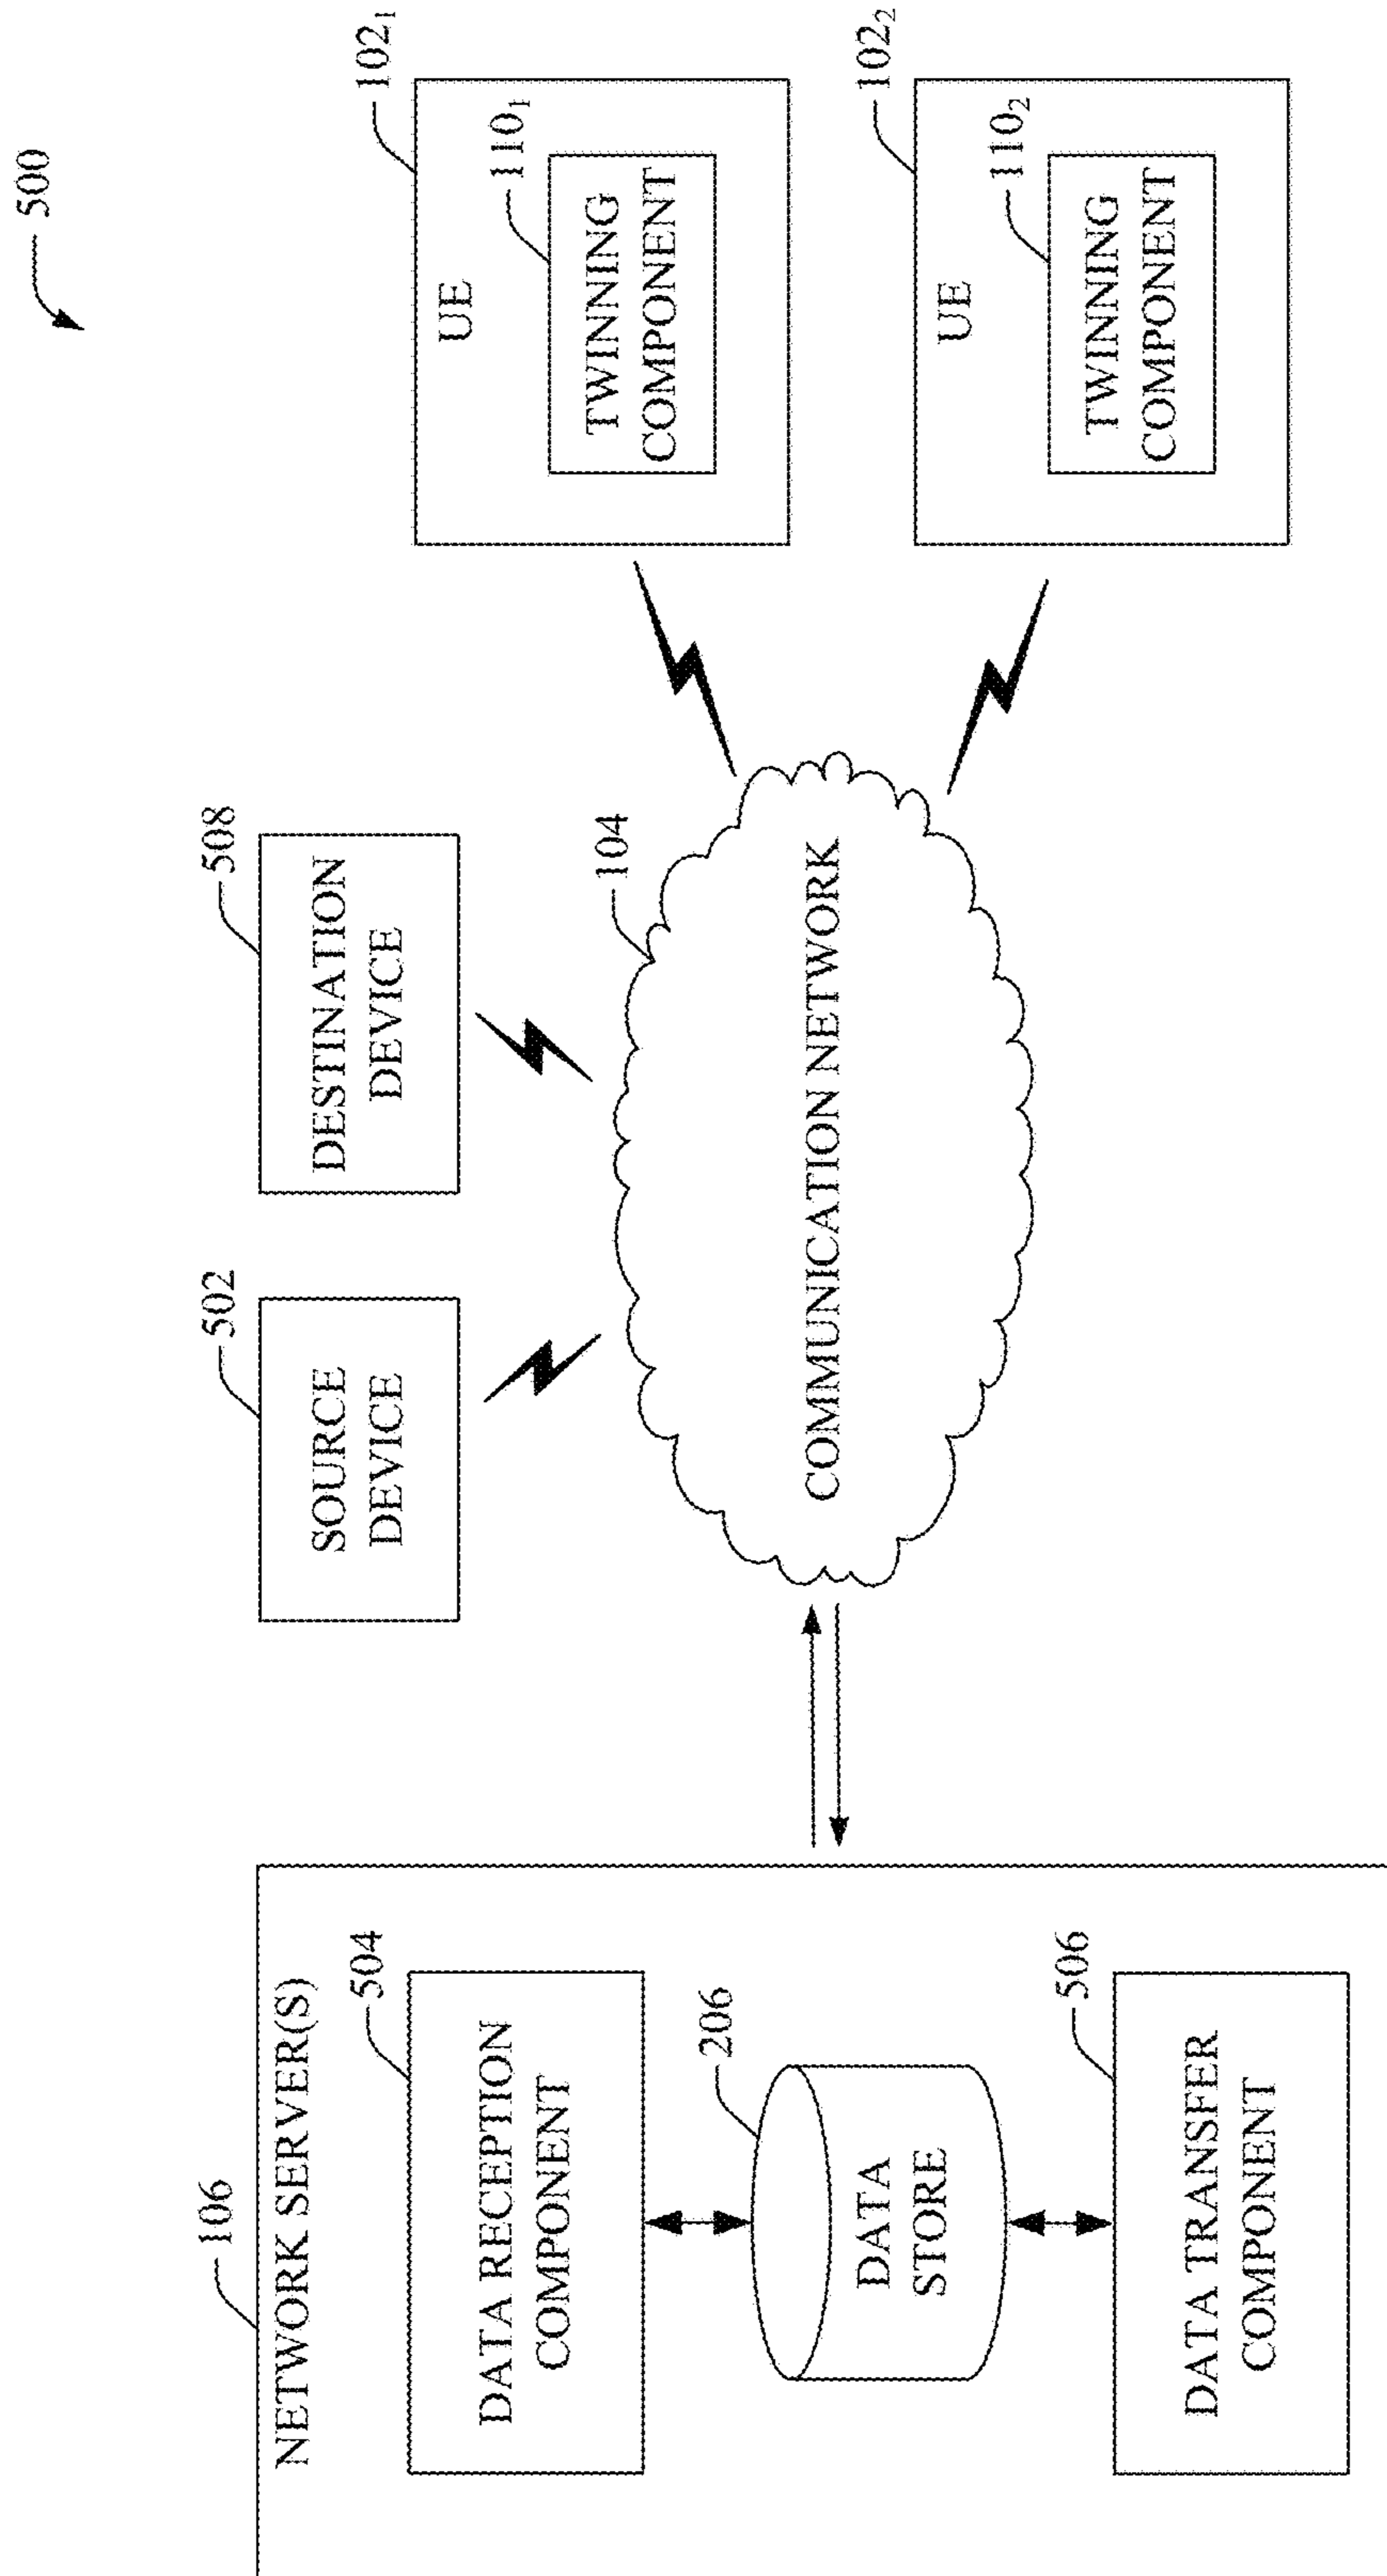 500
106
NETWORK SERVER(S)
504
DATA RECEPTION
COMPONENT
206
DATA
STORE
506
DATA TRANSFER
COMPONENT
502
SOURCE
DEVICE
508
DESTINATION
DEVICE
104
COMMUNICATION NETWORK
102₁
UE
110₁
TWINNING
COMPONENT
102₂
UE
110₂
TWINNING
COMPONENT